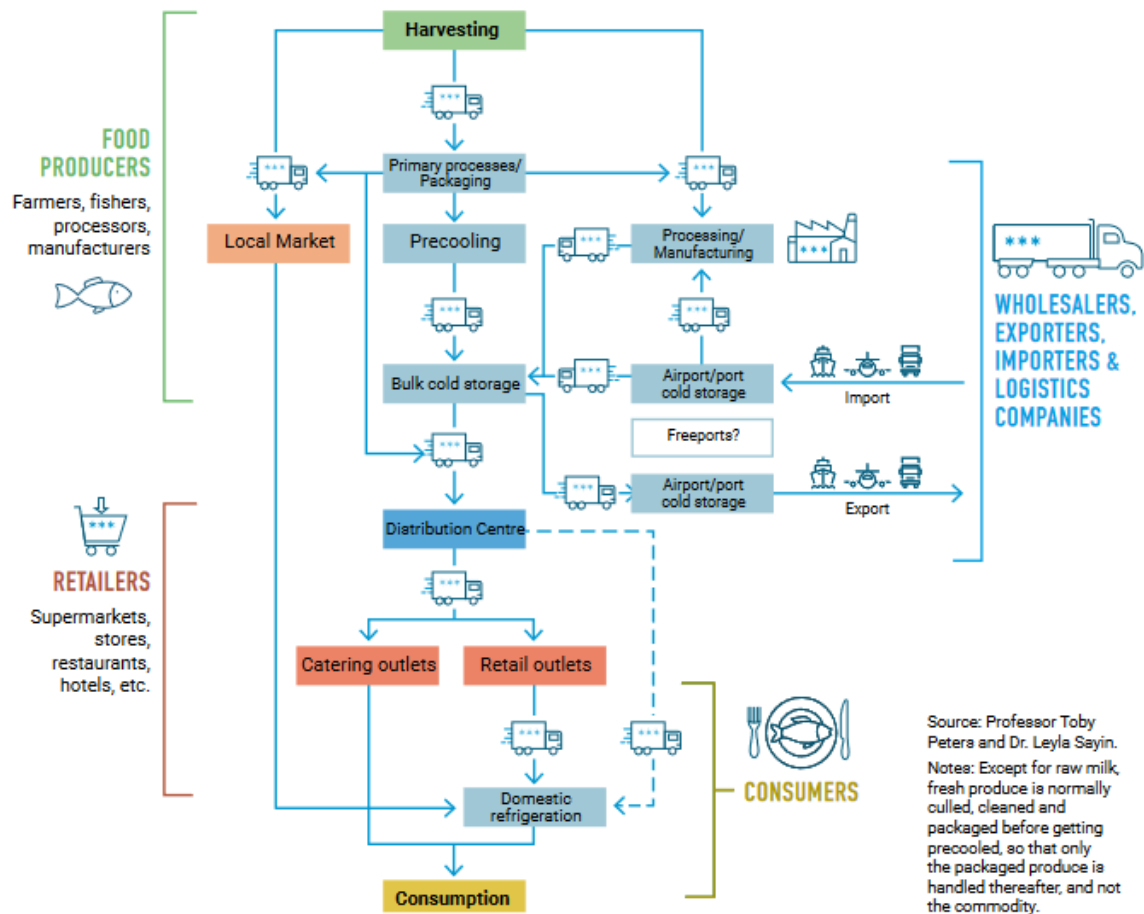 Harvesting
FOOD
PRODUCERS
Farmers, fishers,
processors,
manufacturers
Primary processes/
Packaging
Local Market
Precooling
Processing/
Manufacturing
WHOLESALERS,
EXPORTERS,
IMPORTERS &
LOGISTICS
COMPANIES
Bulk cold storage
Airport/port
cold storage
Import
Freeports?
Airport/port
cold storage
Export
Distribution Centre
RETAILERS
Supermarkets,
stores,
restaurants,
hotels, etc.
Catering outlets
Retail outlets
CONSUMERS
Domestic
refrigeration
Consumption
Source: Professor Toby
Peters and Dr. Leyla Sayin.
Notes: Except for raw milk,
fresh produce is normally
culled, cleaned and
packaged before getting
precooled, so that only
the packaged produce is
handled thereafter, and not
the commodity.